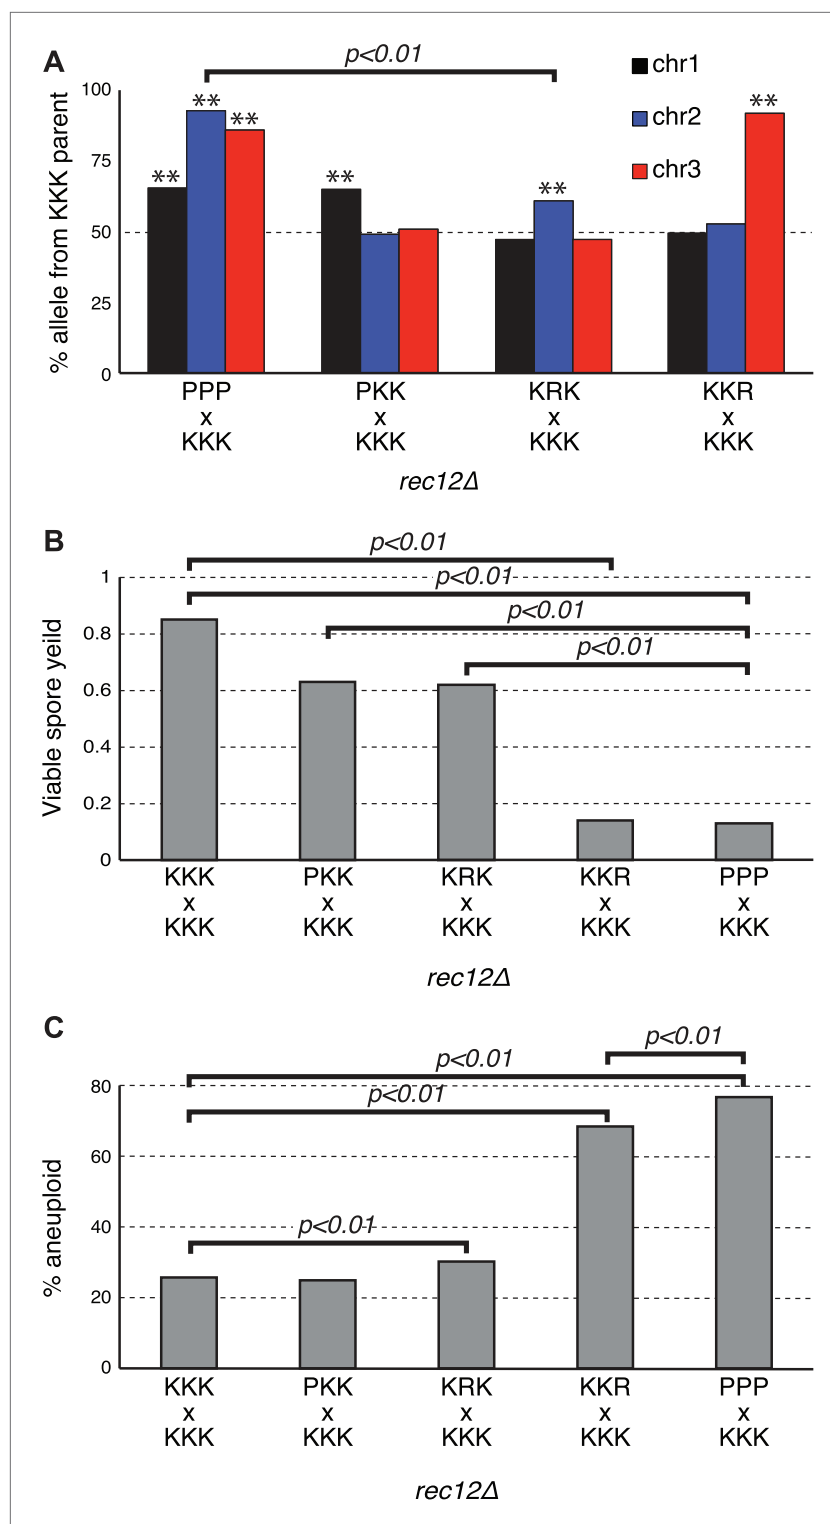 A
p<0.01
chr1
chr2
chr3
% allele from KKK parent
100
75
50
25
0
** ** **
**
**
**
PPP PKK KRK KKR
x x x x
KKK KKK KKK KKK
rec12Δ
B
p<0.01
p<0.01
p<0.01
p<0.01
Viable spore yeild
1
0.8
0.6
0.4
0.2
0
KKK PKK KRK KKR PPP
x x x x x
KKK KKK KKK KKK KKK
rec12Δ
C
p<0.01
p<0.01
p<0.01
p<0.01
% aneuploid
80
60
40
20
0
KKK PKK KRK KKR PPP
x x x x x
KKK KKK KKK KKK KKK
rec12Δ